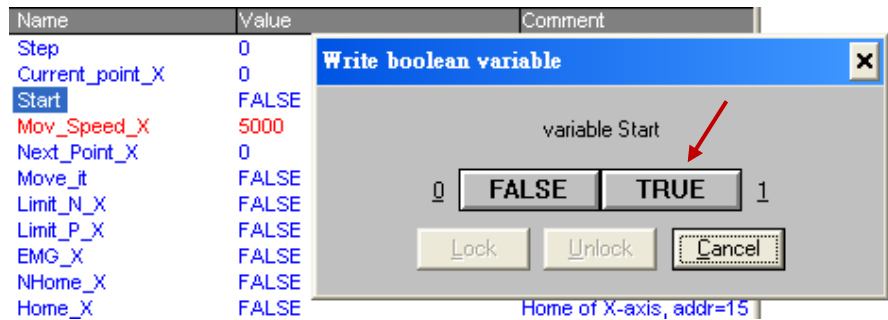 Name Value Comment
Step 0
Current_point_X 0
Start FALSE
Mov_Speed_X 5000
Next_Point_X 0
Move_it FALSE
Limit_N_X FALSE
Limit_P_X FALSE
EMG_X FALSE
NHome_X FALSE
Home_X FALSE Home of X-axis, addr=15
Write boolean variable
variable Start
0 FALSE TRUE 1
Lock Unlock Cancel